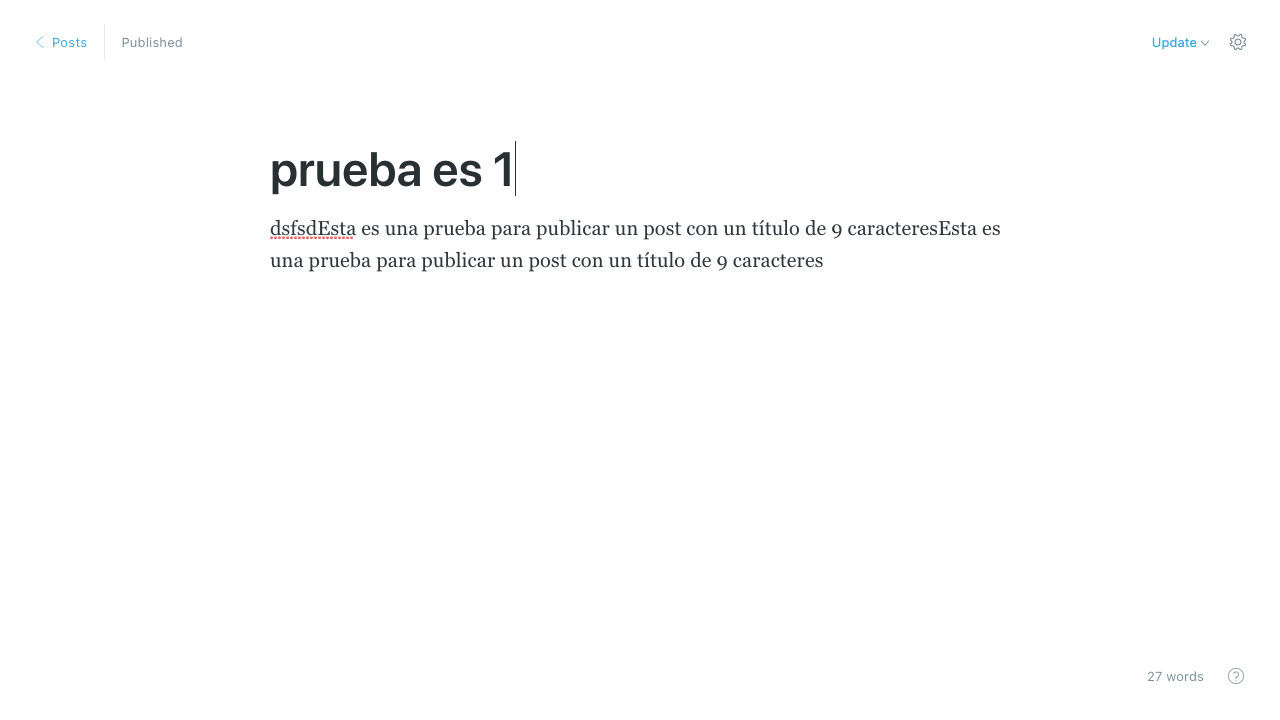 Posts
Published
Update
prueba es 1
dsfsdEsta es una prueba para publicar un post con un título de 9 caracteresEsta es
una prueba para publicar un post con un título de 9 caracteres
27 words